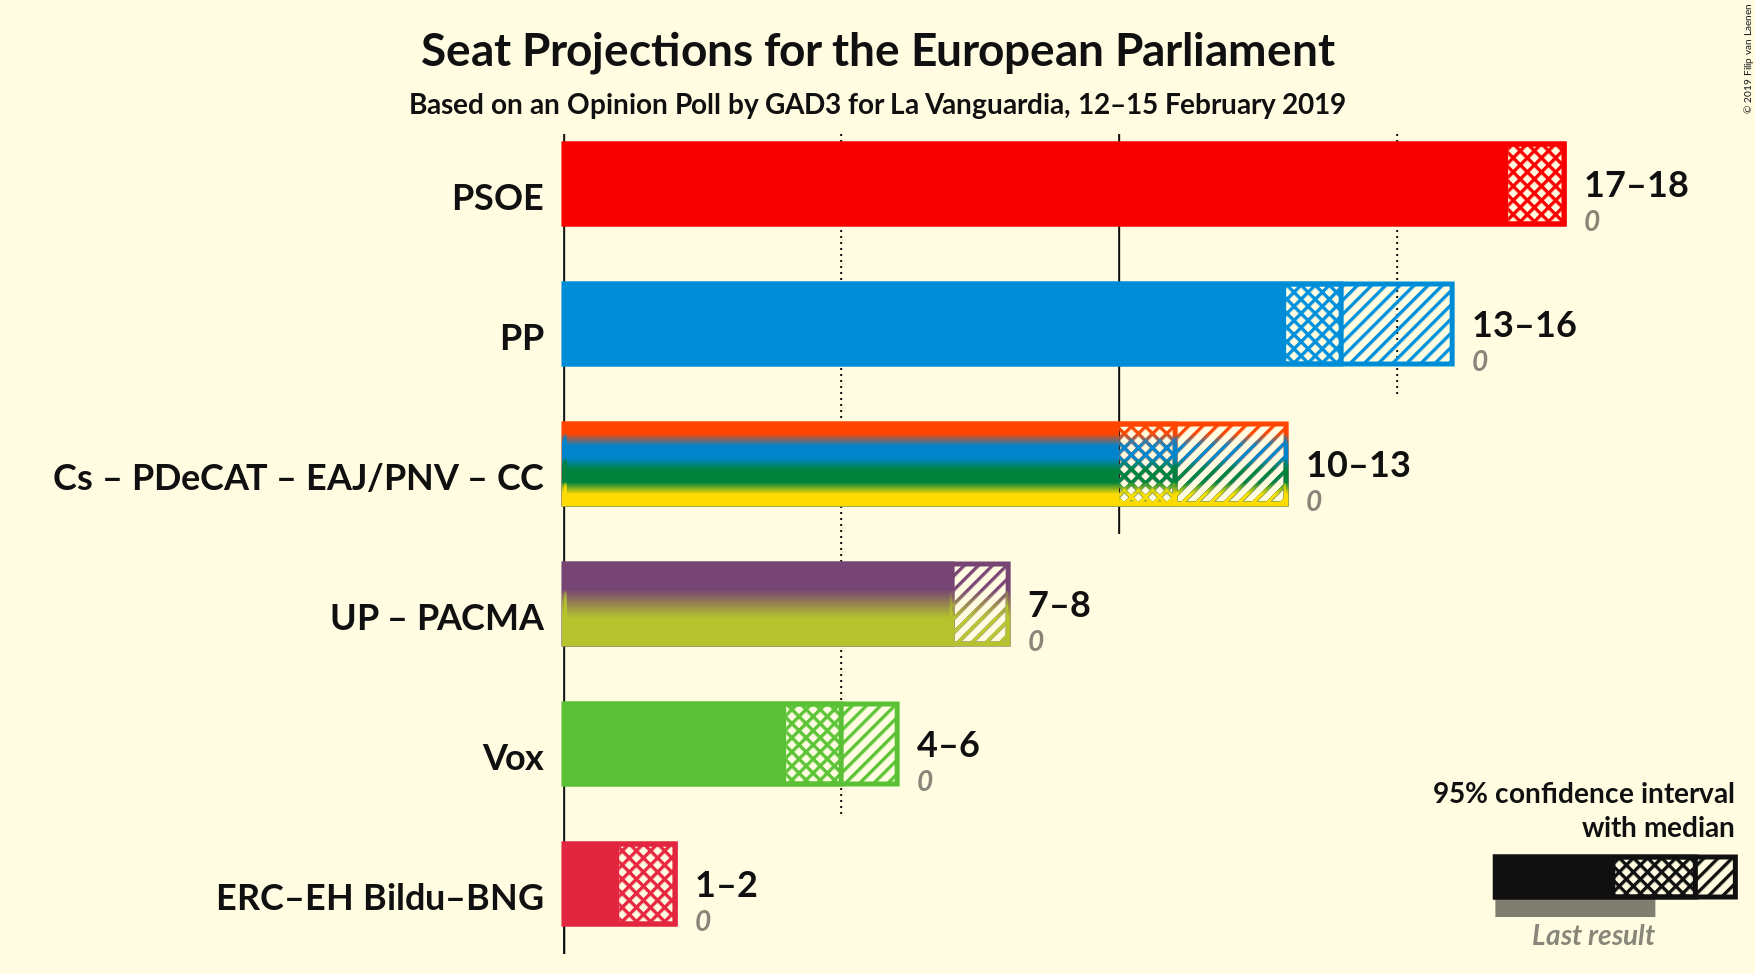 Seat Projections for the European Parliament
Based on an Opinion Poll by GAD3 for La Vanguardia, 12–15 February 2019
© 2019 Filip van Laenen
PSOE
17–18
0
PP
13–16
0
Cs – PDeCAT – EAJ/PNV – CC
10–13
0
UP – PACMA
7–8
0
Vox
4–6
0
ERC–EH Bildu–BNG
1–2
0
95% confidence interval
with median
Last result